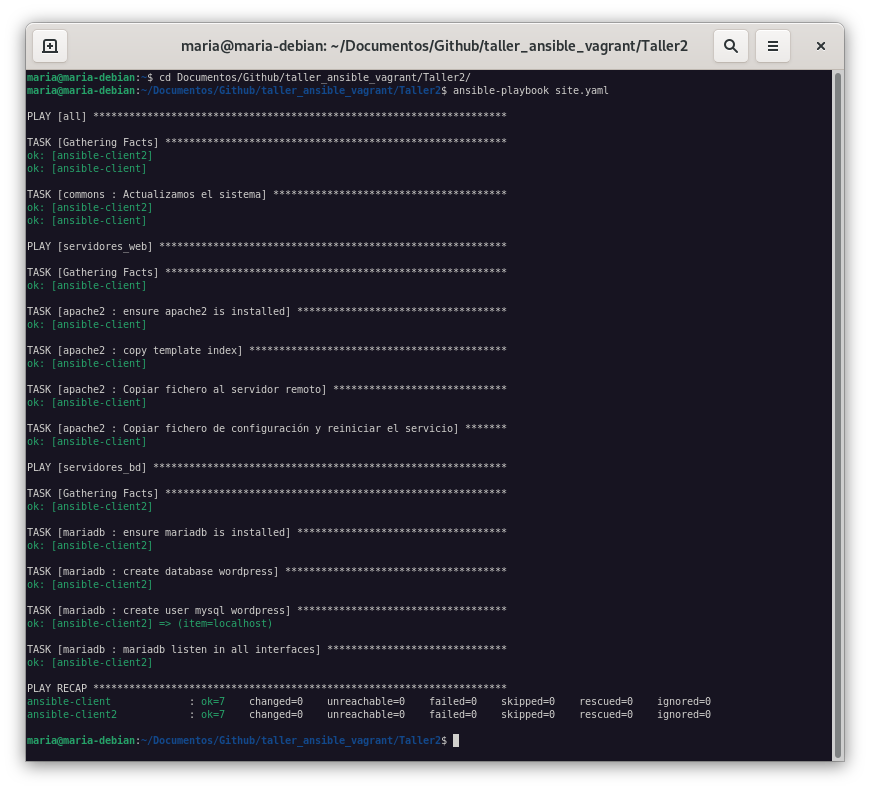 maria@maria-debian: ~/Documentos/Github/taller_ansible_vagrant/Taller2
maria@maria-debian:~$ cd Documentos/Github/taller_ansible_vagrant/Taller2/
maria@maria-debian:~/Documentos/Github/taller_ansible_vagrant/Taller2$ ansible-playbook site.yaml
PLAY [all] *********************************************************************
TASK [Gathering Facts] *********************************************************
ok: [ansible-client2]
ok: [ansible-client]
TASK [commons : Actualizamos el sistema] ***************************************
ok: [ansible-client2]
ok: [ansible-client]
PLAY [servidores_web] **********************************************************
TASK [Gathering Facts] *********************************************************
ok: [ansible-client]
TASK [apache2 : ensure apache2 is installed] ***********************************
ok: [ansible-client]
TASK [apache2 : copy template index] *******************************************
ok: [ansible-client]
TASK [apache2 : Copiar fichero al servidor remoto] *****************************
ok: [ansible-client]
TASK [apache2 : Copiar fichero de configuración y reiniciar el servicio] *******
ok: [ansible-client]
PLAY [servidores_bd] ***********************************************************
TASK [Gathering Facts] *********************************************************
ok: [ansible-client2]
TASK [mariadb : ensure mariadb is installed] ***********************************
ok: [ansible-client2]
TASK [mariadb : create database wordpress] *************************************
ok: [ansible-client2]
TASK [mariadb : create user mysql wordpress] ***********************************
ok: [ansible-client2] => (item=localhost)
TASK [mariadb : mariadb listen in all interfaces] ******************************
ok: [ansible-client2]
PLAY RECAP *********************************************************************
ansible-client             : ok=7    changed=0    unreachable=0    failed=0    skipped=0    rescued=0    ignored=0
ansible-client2            : ok=7    changed=0    unreachable=0    failed=0    skipped=0    rescued=0    ignored=0
maria@maria-debian:~/Documentos/Github/taller_ansible_vagrant/Taller2$